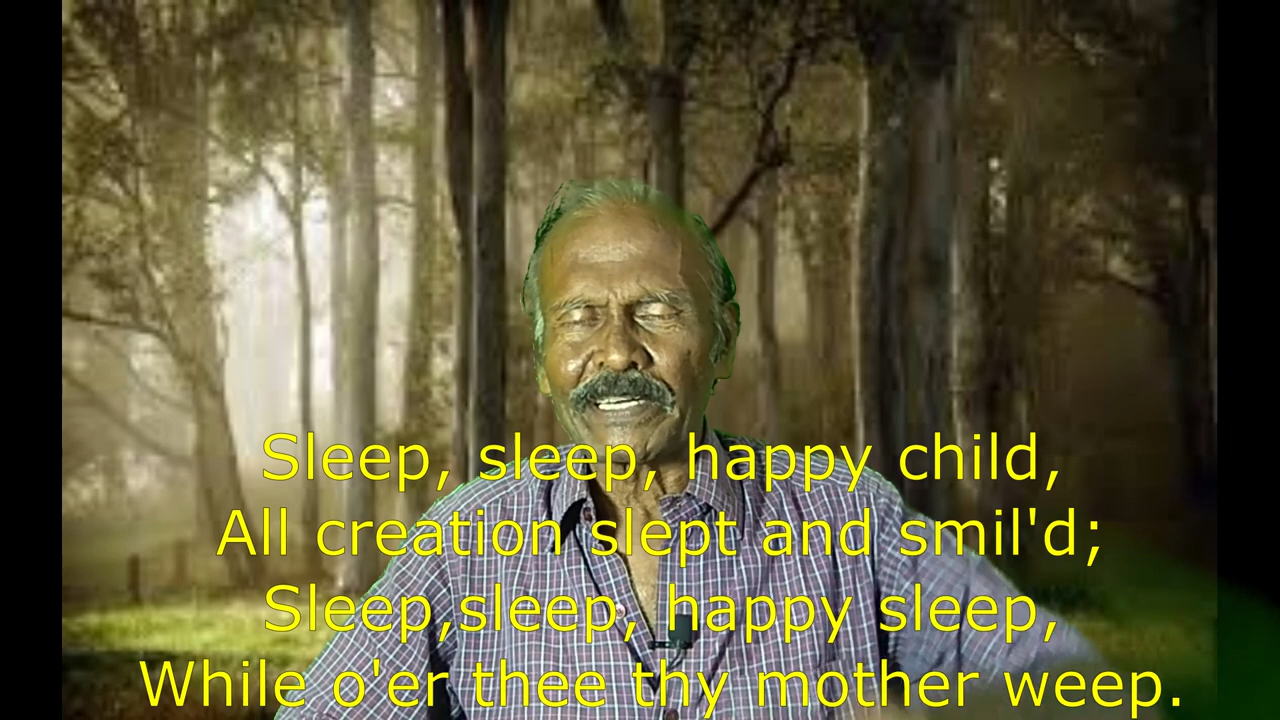 Sleep, sleep, happy child,
All creation slept and smil'd;
Sleep,sleep, happy sleep,
While o'er thee thy mother weep.